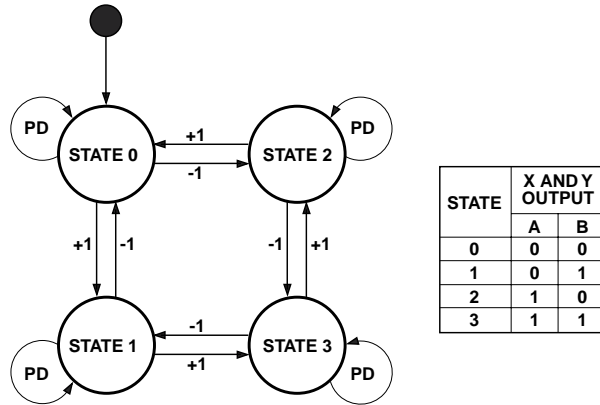 PD
PD
STATE 0
+1
-1
STATE 2
+1
-1
-1
+1
STATE 1
-1
+1
STATE 3
PD
PD
STATE
X AND Y
OUTPUT
A B
0 0 0
1 0 1
2 1 0
3 1 1